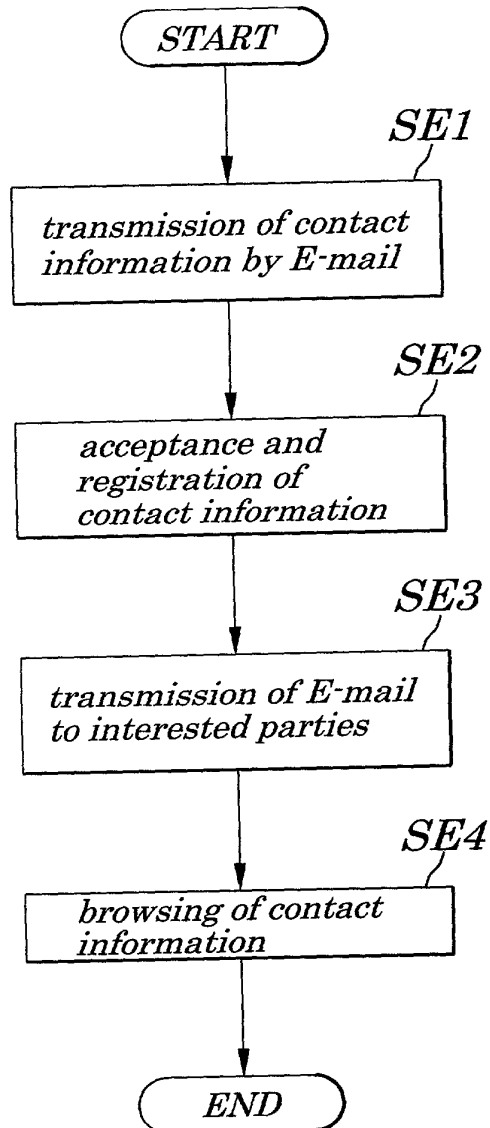 START
SE1
transmission of contact
information by E-mail
SE2
acceptance and
registration of
contact information
SE3
transmission of E-mail
to interested parties
SE4
browsing of contact
information
END